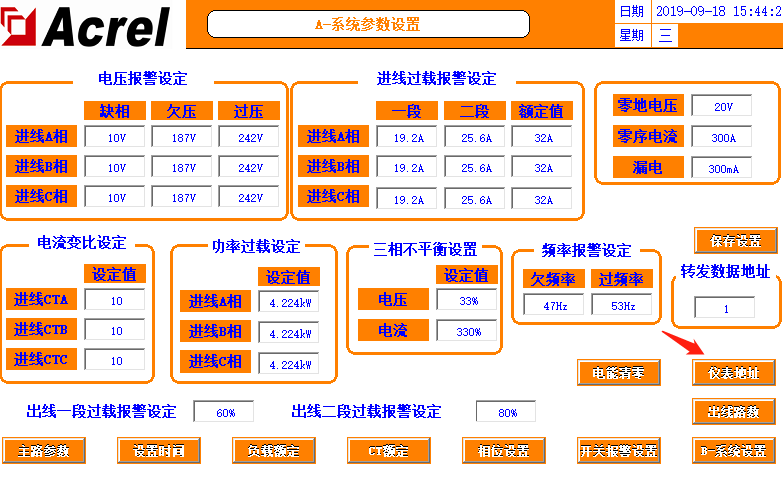 Acrel
A-系统参数设置
日期 2019-09-18 15:44:2
星期 三
电压报警设定
缺相 欠压 过压
进线A相 10V 187V 242V
进线B相 10V 187V 242V
进线C相 10V 187V 242V
进线过载报警设定
一段 二段 额定值
进线A相 19.2A 25.6A 32A
进线B相 19.2A 25.6A 32A
进线C相 19.2A 25.6A 32A
零地电压 20V
零序电流 300A
漏电 300mA
保存设置
电流变比设定
设定值
进线CTA 10
进线CTB 10
进线CTC 10
功率过载设定
设定值
进线A相 4.224kW
进线B相 4.224kW
进线C相 4.224kW
三相不平衡设置
设定值
电压 33%
电流 330%
频率报警设定
欠频率 过频率
47Hz 53Hz
转发数据地址
1
电能清零 仪表地址
出线一段过载报警设定 60% 出线二段过载报警设定 80% 出线路数
主路参数 设置时间 负载额定 CT额定 相位设置 开关报警设置 B-系统设置